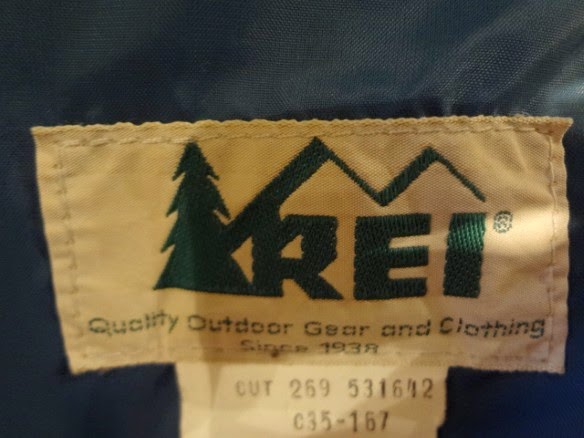 REI®
Quality Outdoor Gear and Clothing
Since 1938
CUT 269 531642
C35-167